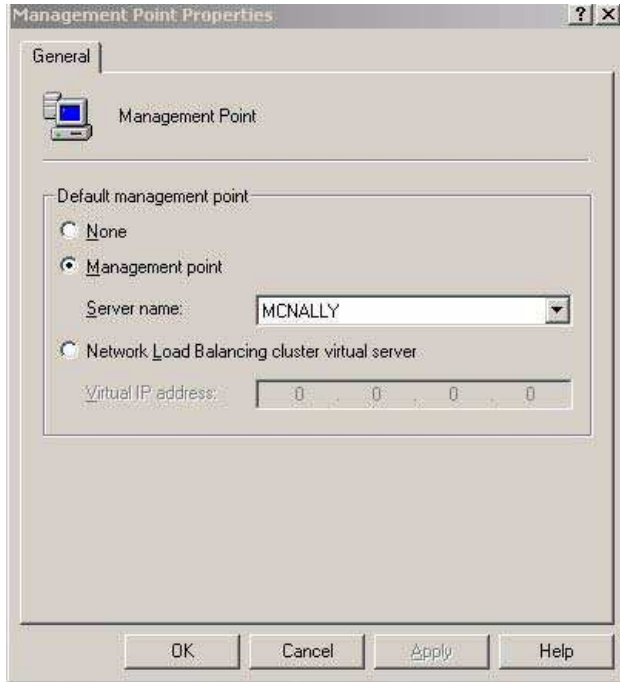 Management Point Properties
General
Management Point
Default management point
None
Management point
Server name: MCNALLY
Network Load Balancing cluster virtual server
Virtual IP address: 0 . 0 . 0 . 0
OK Cancel Apply Help